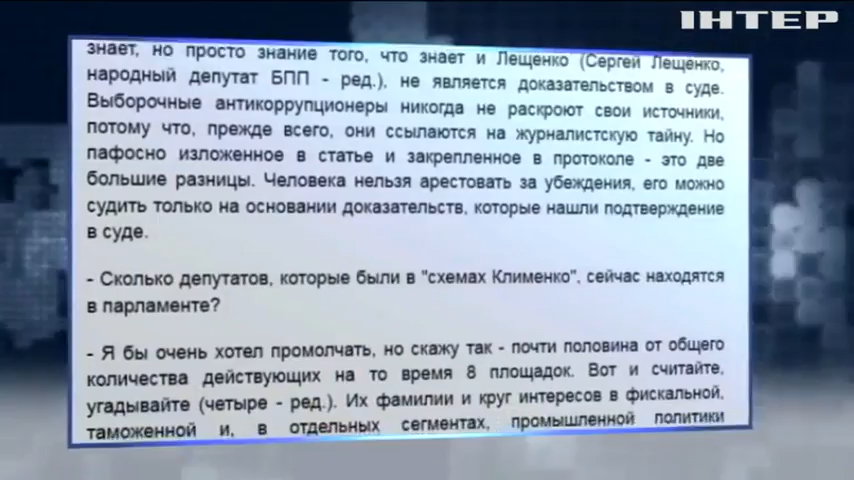 ІНТЕР
знает, но просто знание того, что знает и Лещенко (Сергей Лещенко,
народный депутат БПП - ред.), не является доказательством в суде.
Выборочные антикоррупционеры никогда не раскроют свои источники,
потому что, прежде всего, они ссылаются на журналистскую тайну. Но
пафосно изложенное в статье и закрепленное в протоколе - это две
большие разницы. Человека нельзя арестовать за убеждения, его можно
судить только на основании доказательств, которые нашли подтверждение
в суде.
- Сколько депутатов, которые были в "схемах Клименко", сейчас находятся
в парламенте?
- Я бы очень хотел промолчать, но скажу так - почти половина от общего
количества действующих на то время 8 площадок. Вот и считайте,
угадывайте (четыре - ред.). Их фамилии и круг интересов в фискальной,
таможенной и, в отдельных сегментах, промышленной политики